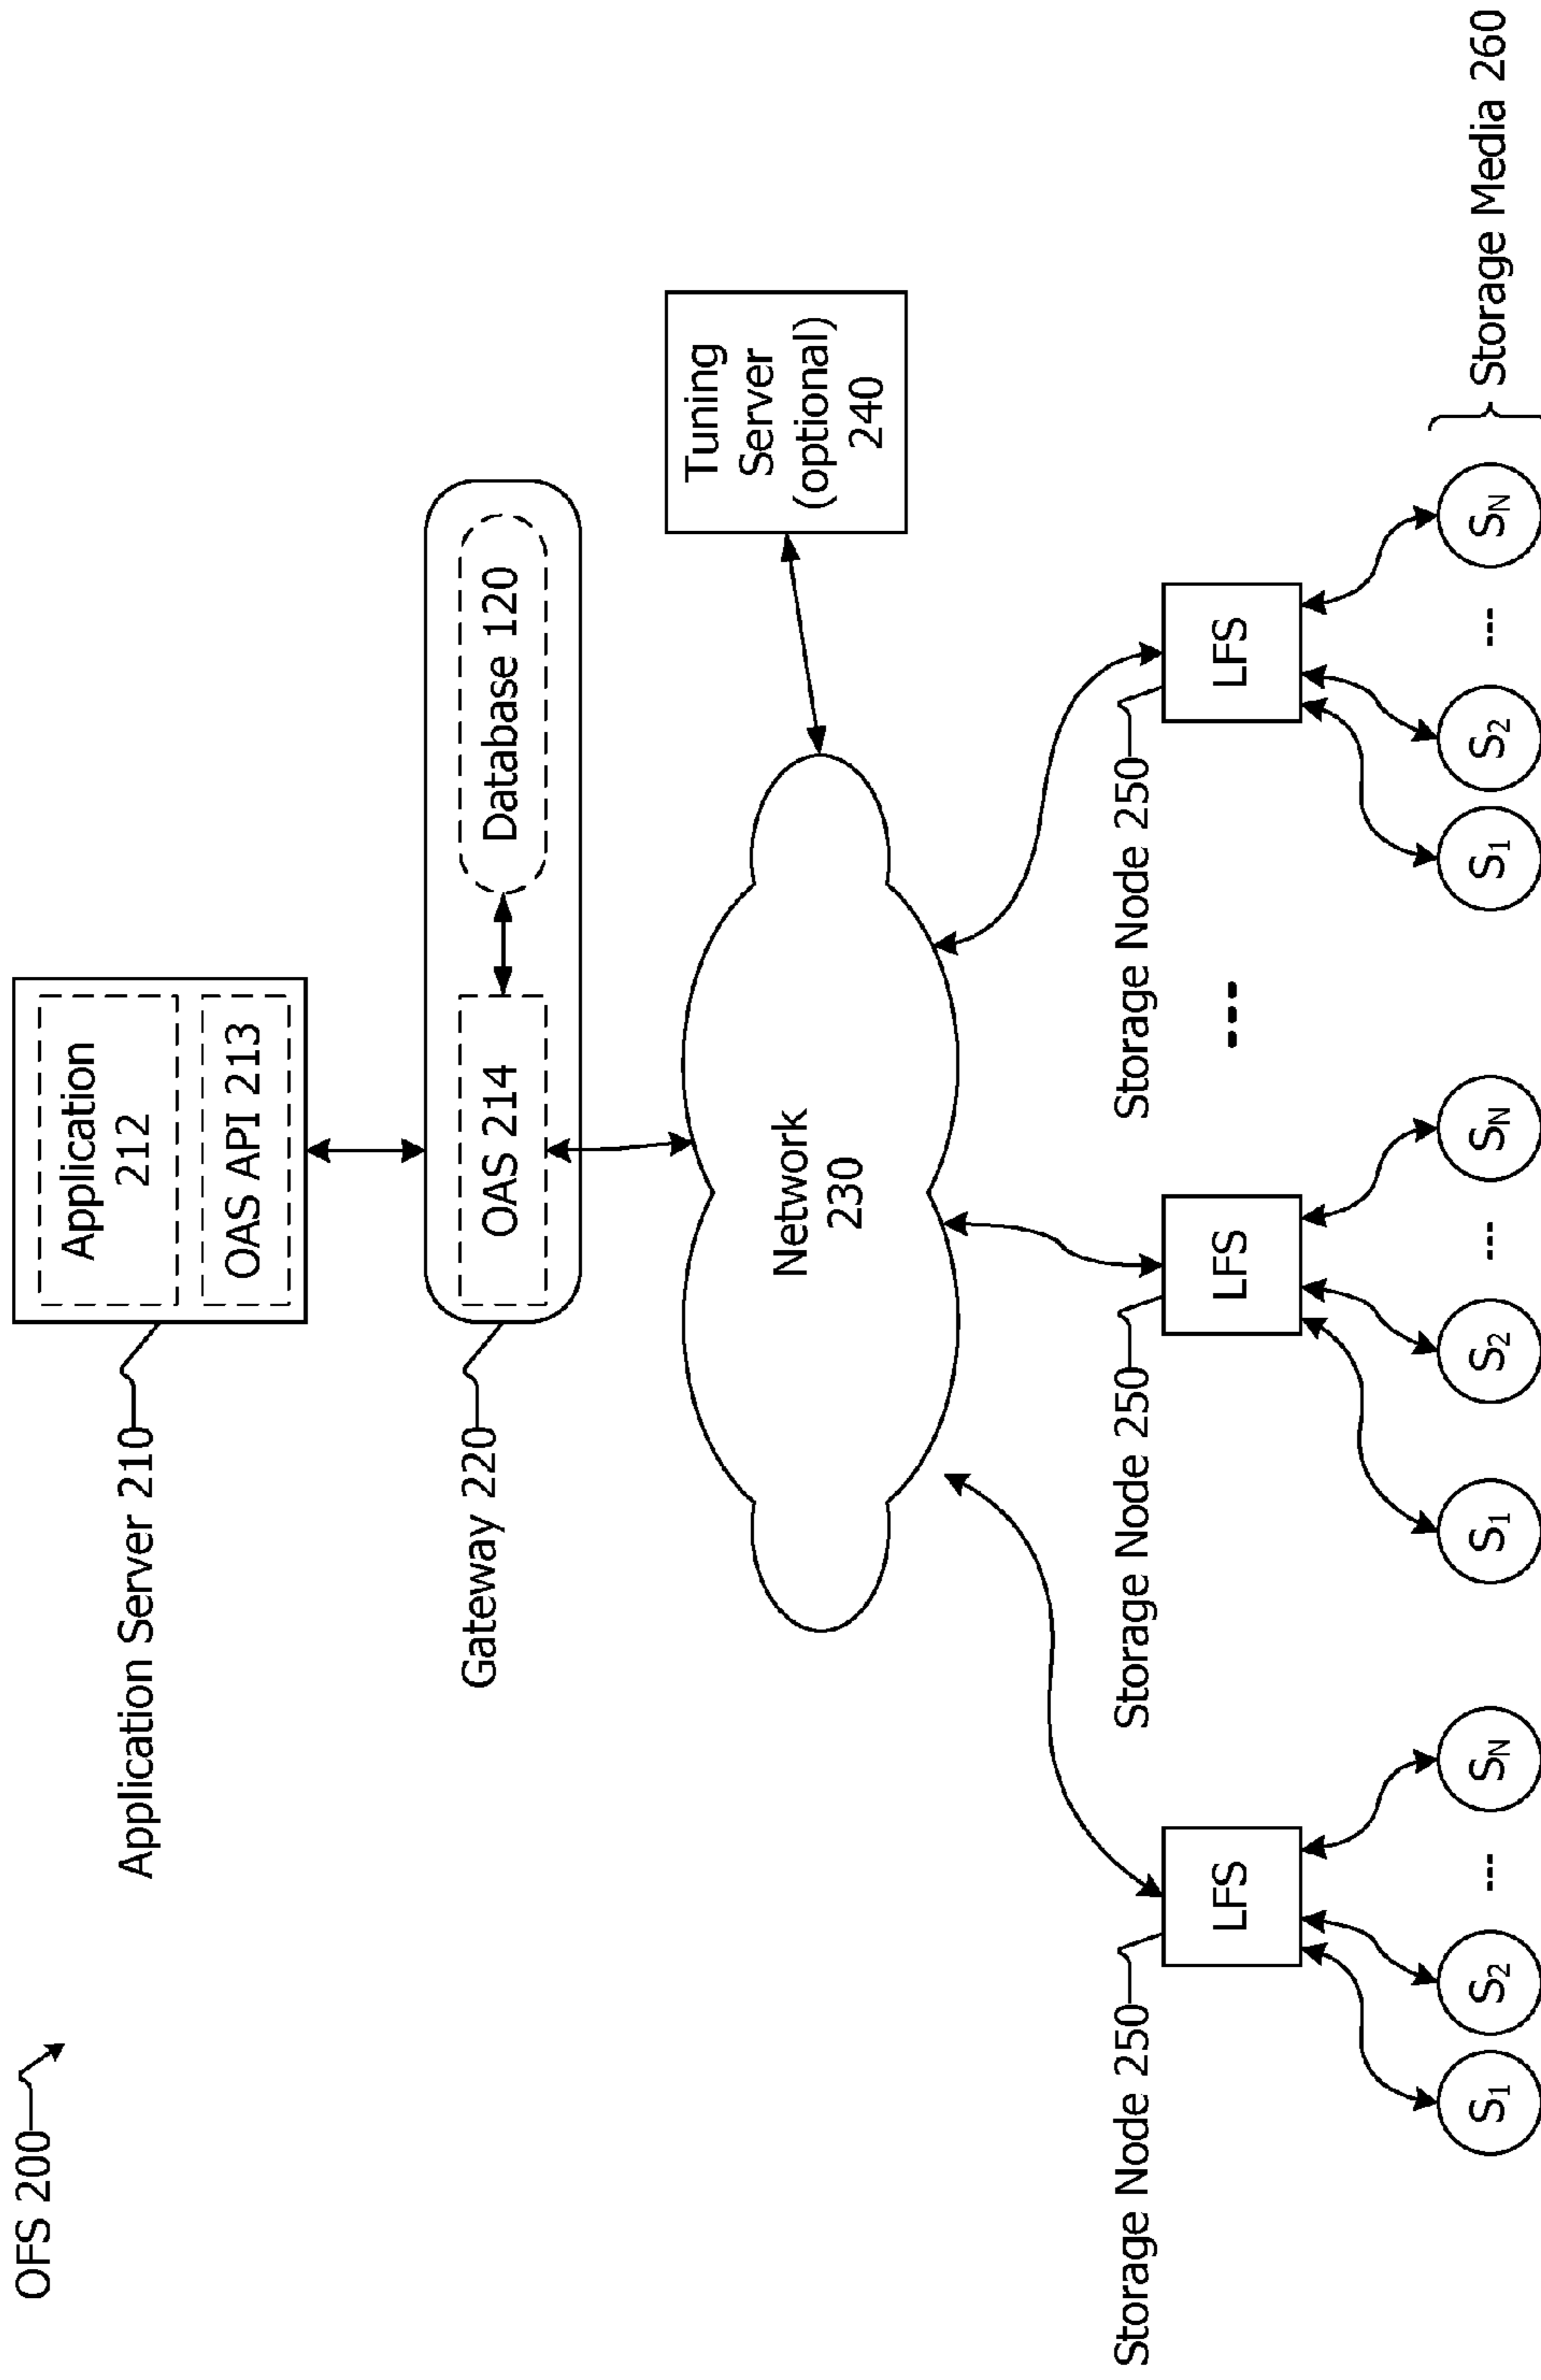 OFS 200
Application Server 210
Application
212
OAS API 213
Gateway 220
OAS 214
Database 120
Network
230
Tuning
Server
(optional)
240
Storage Node 250
LFS
Storage Node 250
LFS
---
Storage Node 250
LFS
S1
S2
---
SN
S1
S2
---
SN
S1
S2
---
SN
Storage Media 260